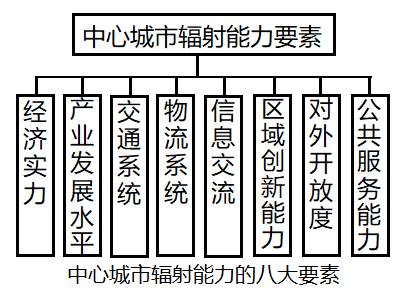 中心城市辐射能力要素
经济实力
产业发展水平
交通系统
物流系统
信息交流
区域创新能力
对外开放度
公共服务能力
中心城市辐射能力的八大要素